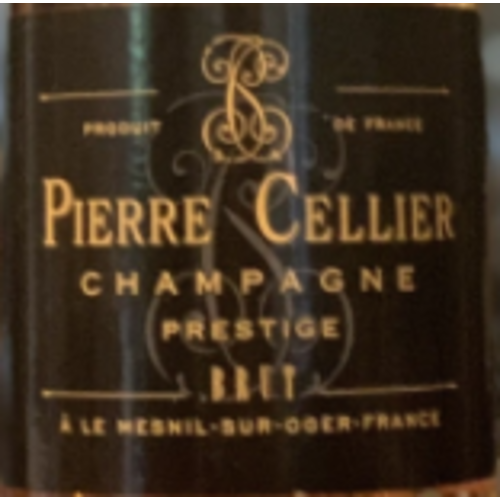 PRODUIT DE FRANCE
PIERRE CELLIER
CHAMPAGNE
PRESTIGE
BRUT
À LE MESNIL-SUR-OGER-FRANCE